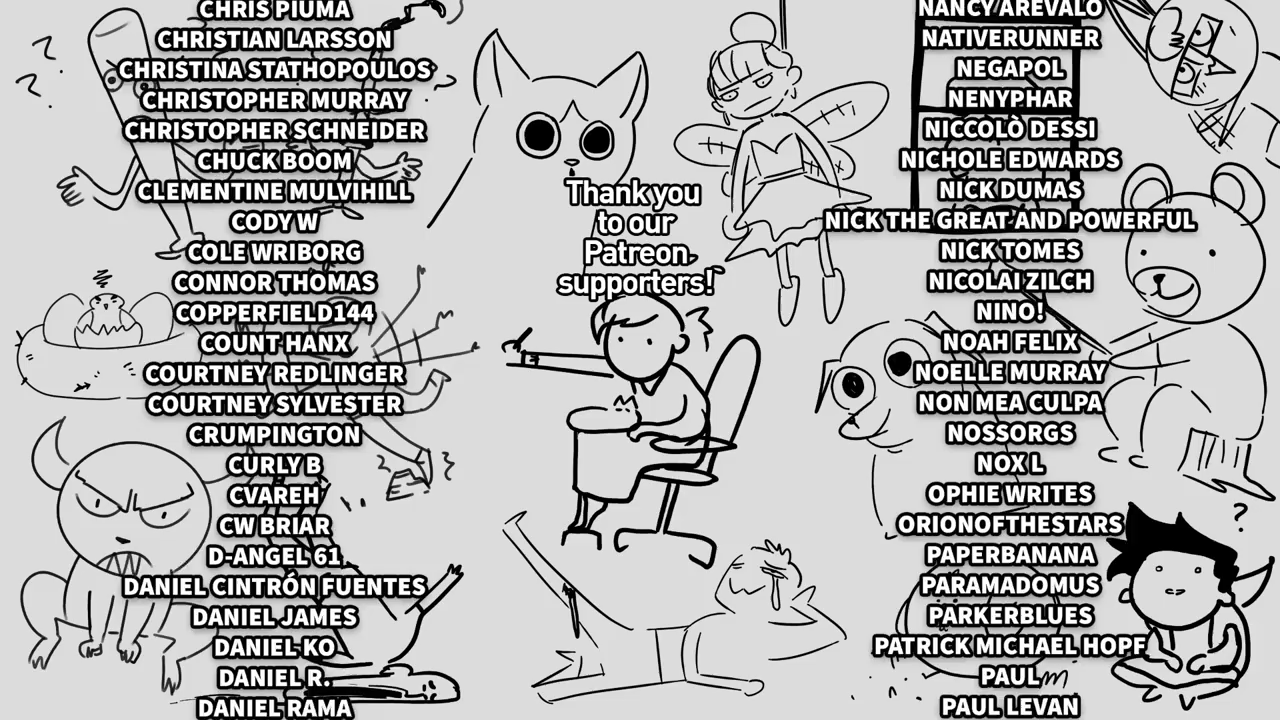 CHRIS PIUMA
CHRISTIAN LARSSON
CHRISTINA STATHOPOULOS
CHRISTOPHER MURRAY
CHRISTOPHER SCHNEIDER
CHUCK BOOM
CLEMENTINE MULVIHILL
CODY W
COLE WRIBORG
CONNOR THOMAS
COPPERFIELD144
COUNT HANX
COURTNEY REDLINGER
COURTNEY SYLVESTER
CRUMPINGTON
CURLY B
CVAREH
CW BRIAR
D-ANGEL 61
DANIEL CINTRÓN FUENTES
DANIEL JAMES
DANIEL KO
DANIEL R.
DANIEL RAMA
Thank you
to our
Patreon
supporters!
NANCY AREVALO
NATIVERUNNER
NEGAPOL
NENYPHAR
NICCOLÒ DESSI
NICHOLE EDWARDS
NICK DUMAS
NICK THE GREAT AND POWERFUL
NICK TOMES
NICOLAI ZILCH
NINO!
NOAH FELIX
NOELLE MURRAY
NON MEA CULPA
NOSSORGS
NOX L
OPHIE WRITES
ORIONOFTHESTARS
PAPERBANANA
PARAMADOMUS
PARKERBLUES
PATRICK MICHAEL HOPF
PAUL
PAUL LEVAN